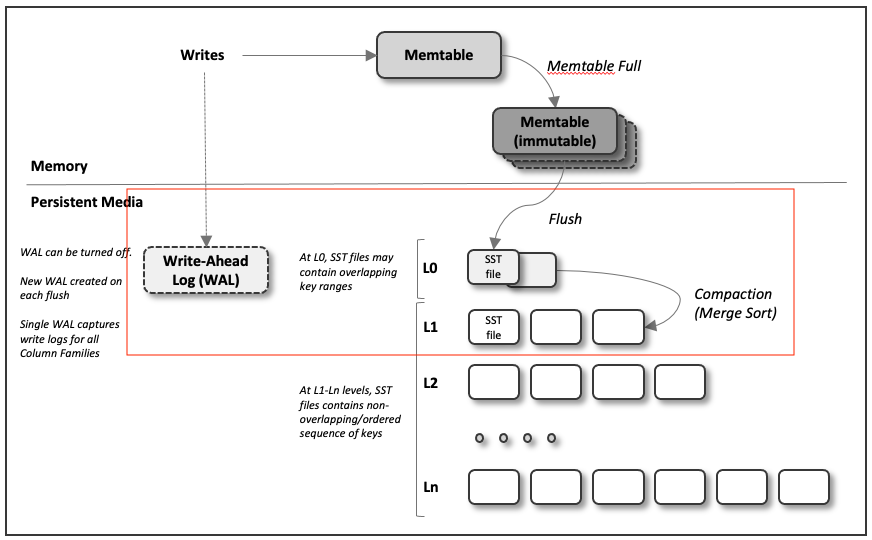 Writes
Memtable
Memtable Full
Memtable
(immutable)
Memory
Persistent Media
Flush
WAL can be turned off.
New WAL created on
each flush
Single WAL captures
write logs for all
Column Families
Write-Ahead
Log (WAL)
At L0, SST files may
contain overlapping
key ranges
L0
SST
file
Compaction
(Merge Sort)
L1
SST
file
L2
At L1-Ln levels, SST
files contains non-
overlapping/ordered
sequence of keys
Ln